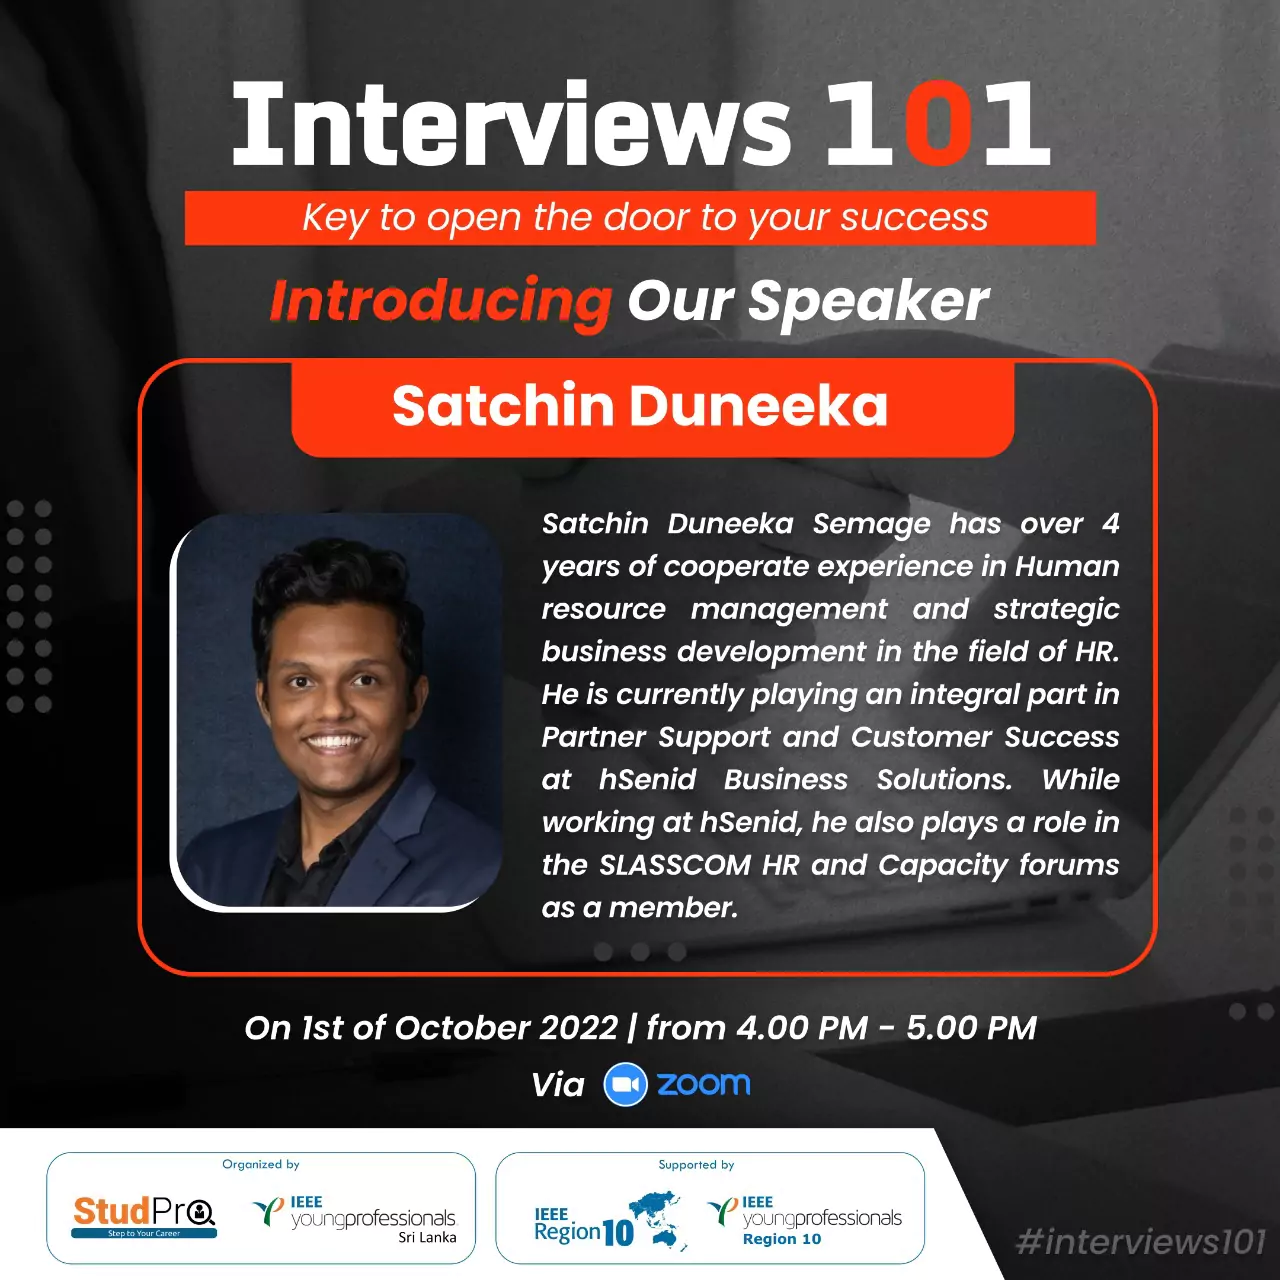 Interviews 101
Key to open the door to your success
Introducing Our Speaker
Satchin Duneeka
Satchin Duneeka Semage has over 4
years of cooperate experience in Human
resource management and strategic
business development in the field of HR.
He is currently playing an integral part in
Partner Support and Customer Success
at hSenid Business Solutions. While
working at hSenid, he also plays a role in
the SLASSCOM HR and Capacity forums
as a member.
On 1st of October 2022 | from 4.00 PM - 5.00 PM
Via zoom
Organized by
StudPro
Step to Your Career
IEEE
youngprofessionals
Sri Lanka
Supported by
IEEE
Region 10
IEEE
youngprofessionals
Region 10
#interviews101